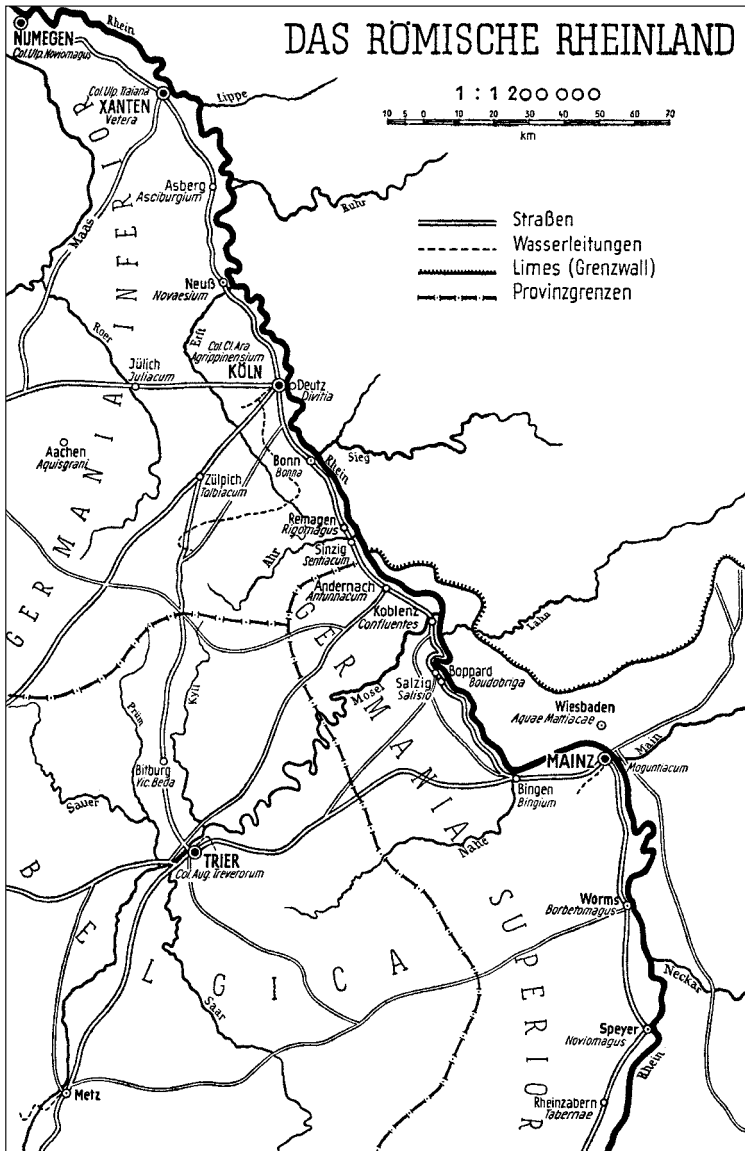 DAS RÖMISCHE RHEINLAND
1:1200 000
10 5 0 10 20 30 40 50 60 70
km
Straßen
Wasserleitungen
Limes (Grenzwall)
Provinzgrenzen
NUMEGEN
Col.Ulp.Noviomagus
Rhein
Col.Ulp.Traiana
XANTEN
Vetera
Lippe
Asberg
Asciburgium
Ruhr
Maas
Neuß
Novaesium
Roer
Erft
Col.Cl.Ara
Agrippinensium
KÖLN
Deutz
Divitia
Jülich
Juliacum
Aachen
Aquisgrani
Zülpich
Tolbiacum
Bonn
Bonna
Rhein
Sieg
Remagen
Rigomagus
Sinzig
Sentiacum
Ahr
Andernach
Antunnacum
Koblenz
Confluentes
Lahn
GERMANIA INFERIOR
Boppard
Boudobriga
Salzig
Salisio
Mosel
Wiesbaden
Aquae Mattiacae
Main
MAINZ
Moguntiacum
Bingen
Bingium
Prüm
Kyll
Bitburg
Vic.Beda
Sauer
TRIER
Col.Aug.Treverorum
Nahe
GERMANIA SUPERIOR
BELGICA
Worms
Borbetomagus
Neckar
Saar
Speyer
Noviomagus
Rhein
Metz
Rheinzabern
Tabernae